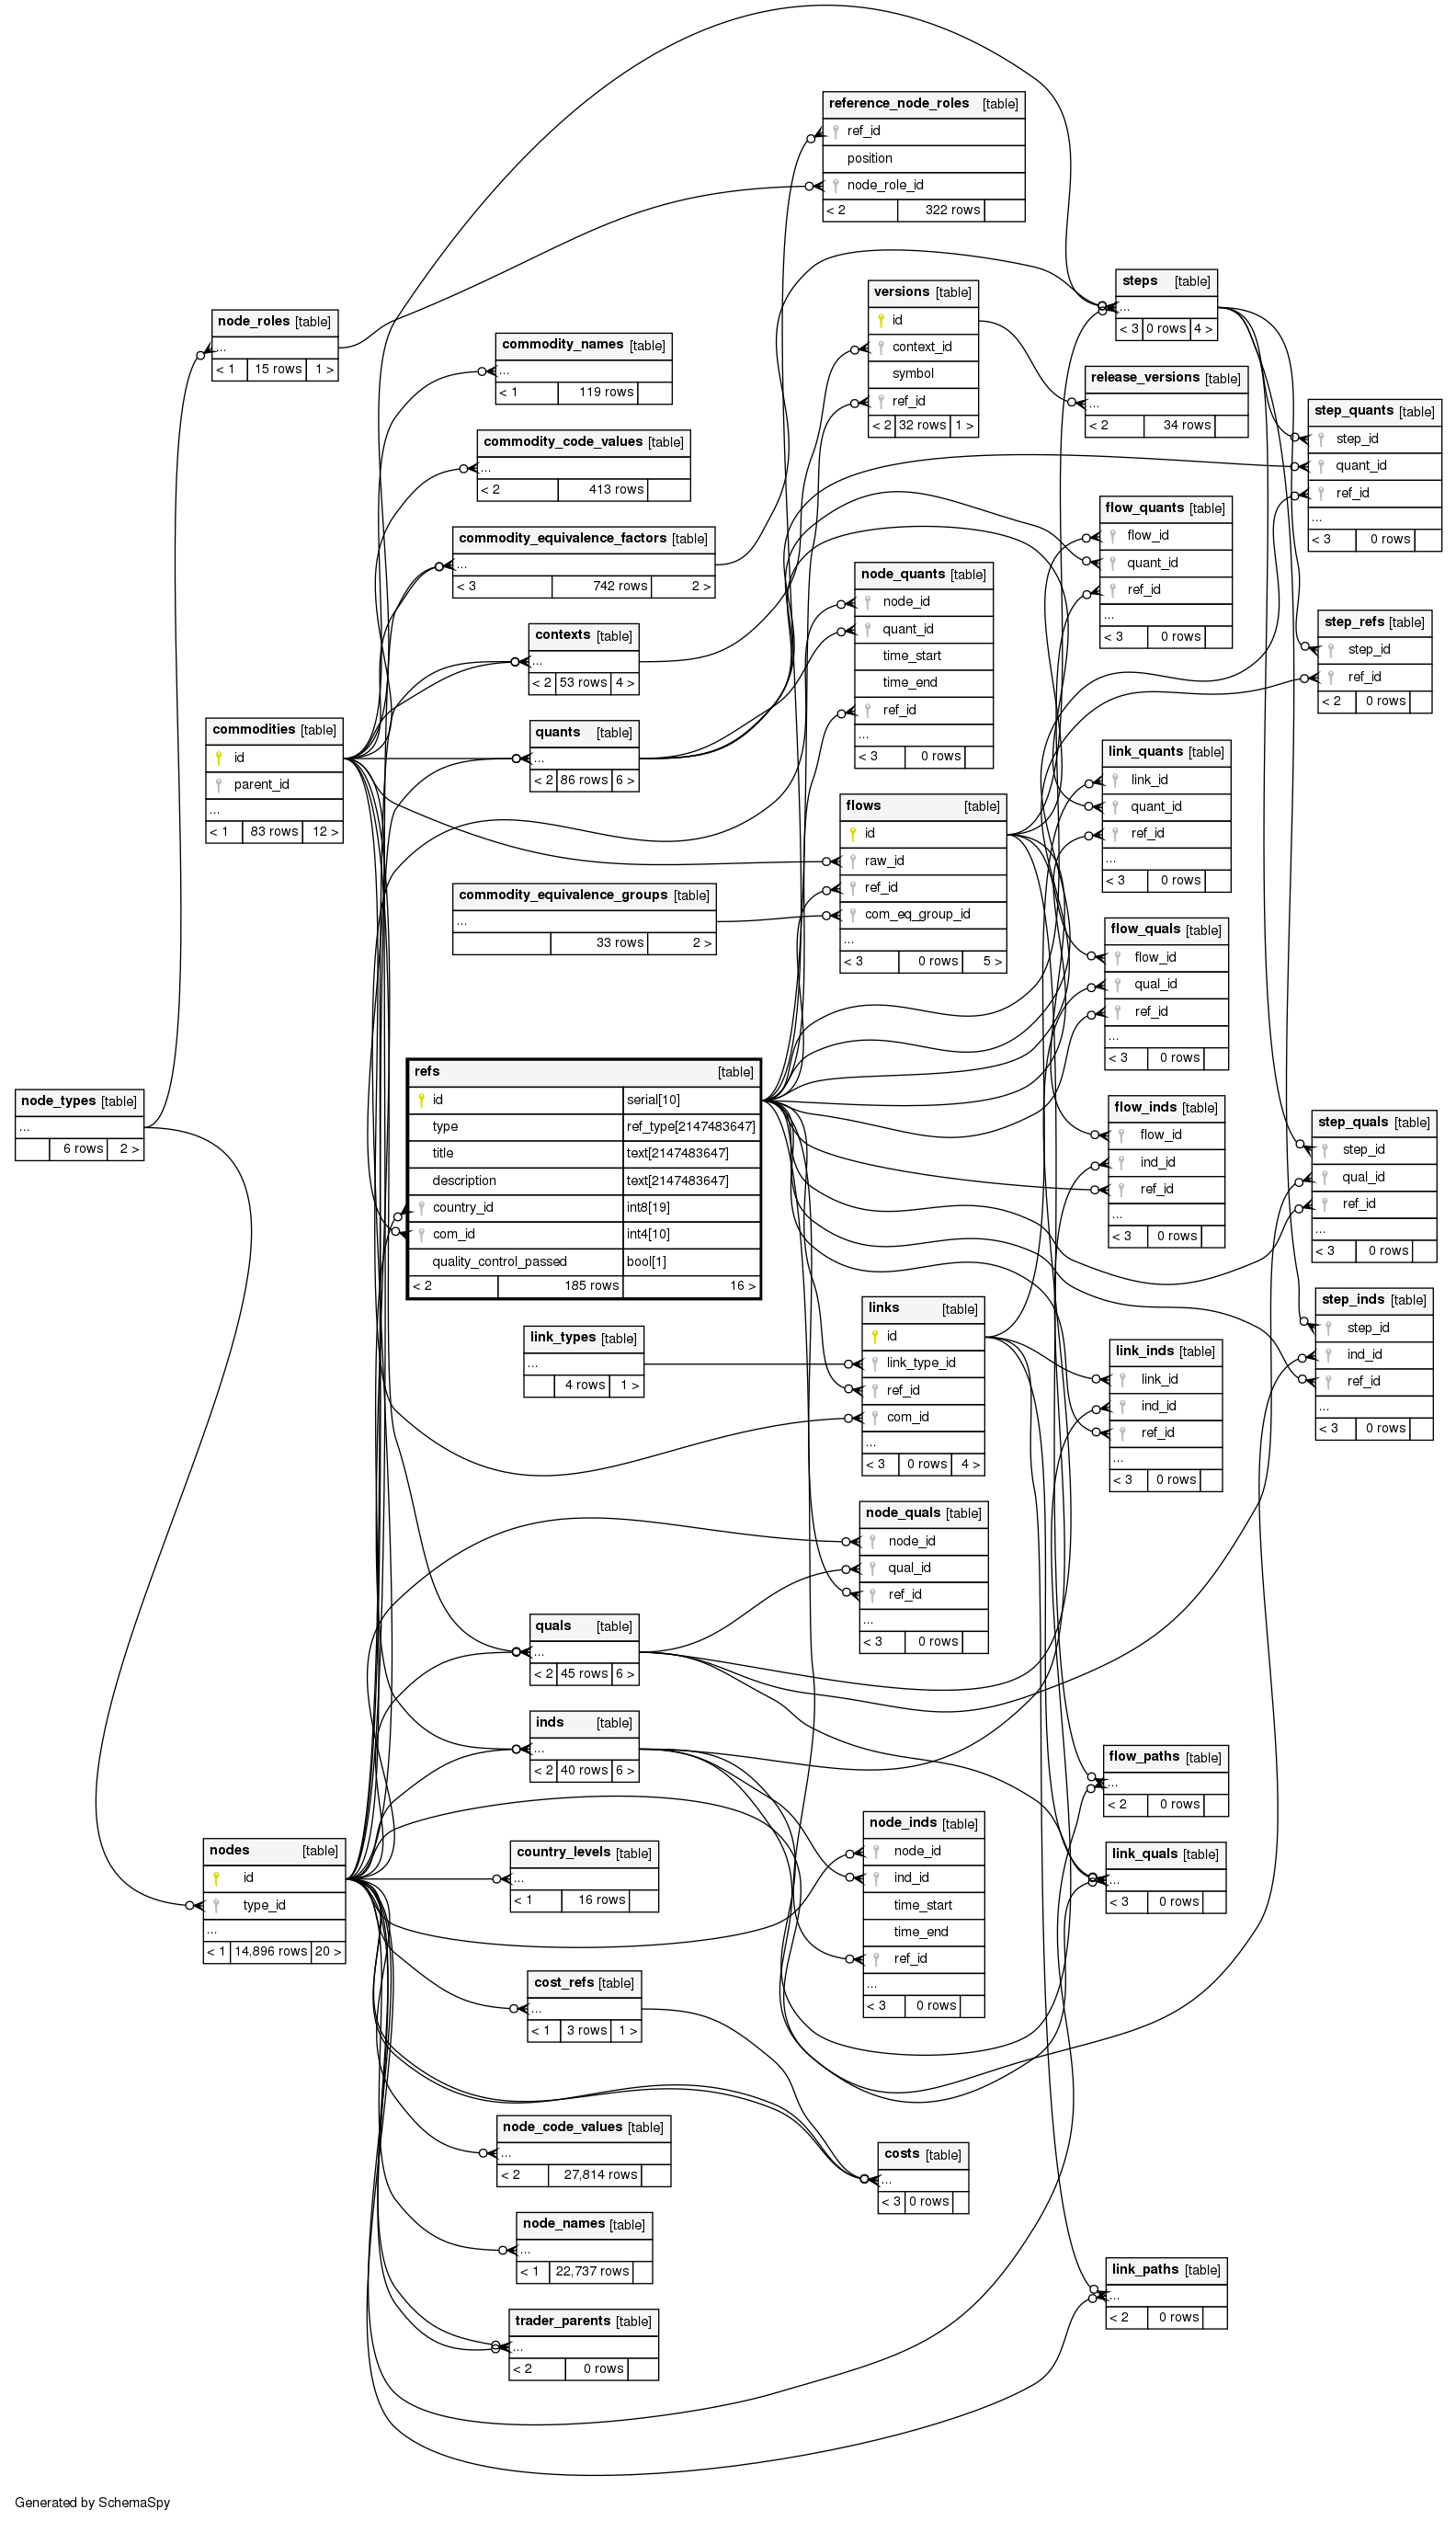 reference_node_roles [table]
ref_id
position
node_role_id
< 2 322 rows
steps [table]
...
< 3 0 rows 4 >
versions [table]
id
context_id
symbol
ref_id
< 2 32 rows 1 >
node_roles [table]
...
< 1 15 rows 1 >
commodity_names [table]
...
< 1 119 rows
release_versions [table]
...
< 2 34 rows
step_quants [table]
step_id
quant_id
ref_id
...
< 3 0 rows
commodity_code_values [table]
...
< 2 413 rows
flow_quants [table]
flow_id
quant_id
ref_id
...
< 3 0 rows
commodity_equivalence_factors [table]
...
< 3 742 rows 2 >
node_quants [table]
node_id
quant_id
time_start
time_end
ref_id
...
< 3 0 rows
step_refs [table]
step_id
ref_id
< 2 0 rows
contexts [table]
...
< 2 53 rows 4 >
commodities [table]
id
parent_id
...
< 1 83 rows 12 >
quants [table]
...
< 2 86 rows 6 >
link_quants [table]
link_id
quant_id
ref_id
...
< 3 0 rows
flows [table]
id
raw_id
ref_id
com_eq_group_id
...
< 3 0 rows 5 >
commodity_equivalence_groups [table]
...
33 rows 2 >
flow_quals [table]
flow_id
qual_id
ref_id
...
< 3 0 rows
refs [table]
id serial[10]
type ref_type[2147483647]
title text[2147483647]
description text[2147483647]
country_id int8[19]
com_id int4[10]
quality_control_passed bool[1]
< 2 185 rows 16 >
node_types [table]
...
6 rows 2 >
flow_inds [table]
flow_id
ind_id
ref_id
...
< 3 0 rows
step_quals [table]
step_id
qual_id
ref_id
...
< 3 0 rows
step_inds [table]
step_id
ind_id
ref_id
...
< 3 0 rows
links [table]
id
link_type_id
ref_id
com_id
...
< 3 0 rows 4 >
link_types [table]
...
4 rows 1 >
link_inds [table]
link_id
ind_id
ref_id
...
< 3 0 rows
node_quals [table]
node_id
qual_id
ref_id
...
< 3 0 rows
quals [table]
...
< 2 45 rows 6 >
inds [table]
...
< 2 40 rows 6 >
flow_paths [table]
...
< 2 0 rows
node_inds [table]
node_id
ind_id
time_start
time_end
ref_id
...
< 3 0 rows
nodes [table]
id
type_id
...
< 1 14,896 rows 20 >
country_levels [table]
...
< 1 16 rows
link_quals [table]
...
< 3 0 rows
cost_refs [table]
...
< 1 3 rows 1 >
node_code_values [table]
...
< 2 27,814 rows
costs [table]
...
< 3 0 rows
node_names [table]
...
< 1 22,737 rows
link_paths [table]
...
< 2 0 rows
trader_parents [table]
...
< 2 0 rows
Generated by SchemaSpy